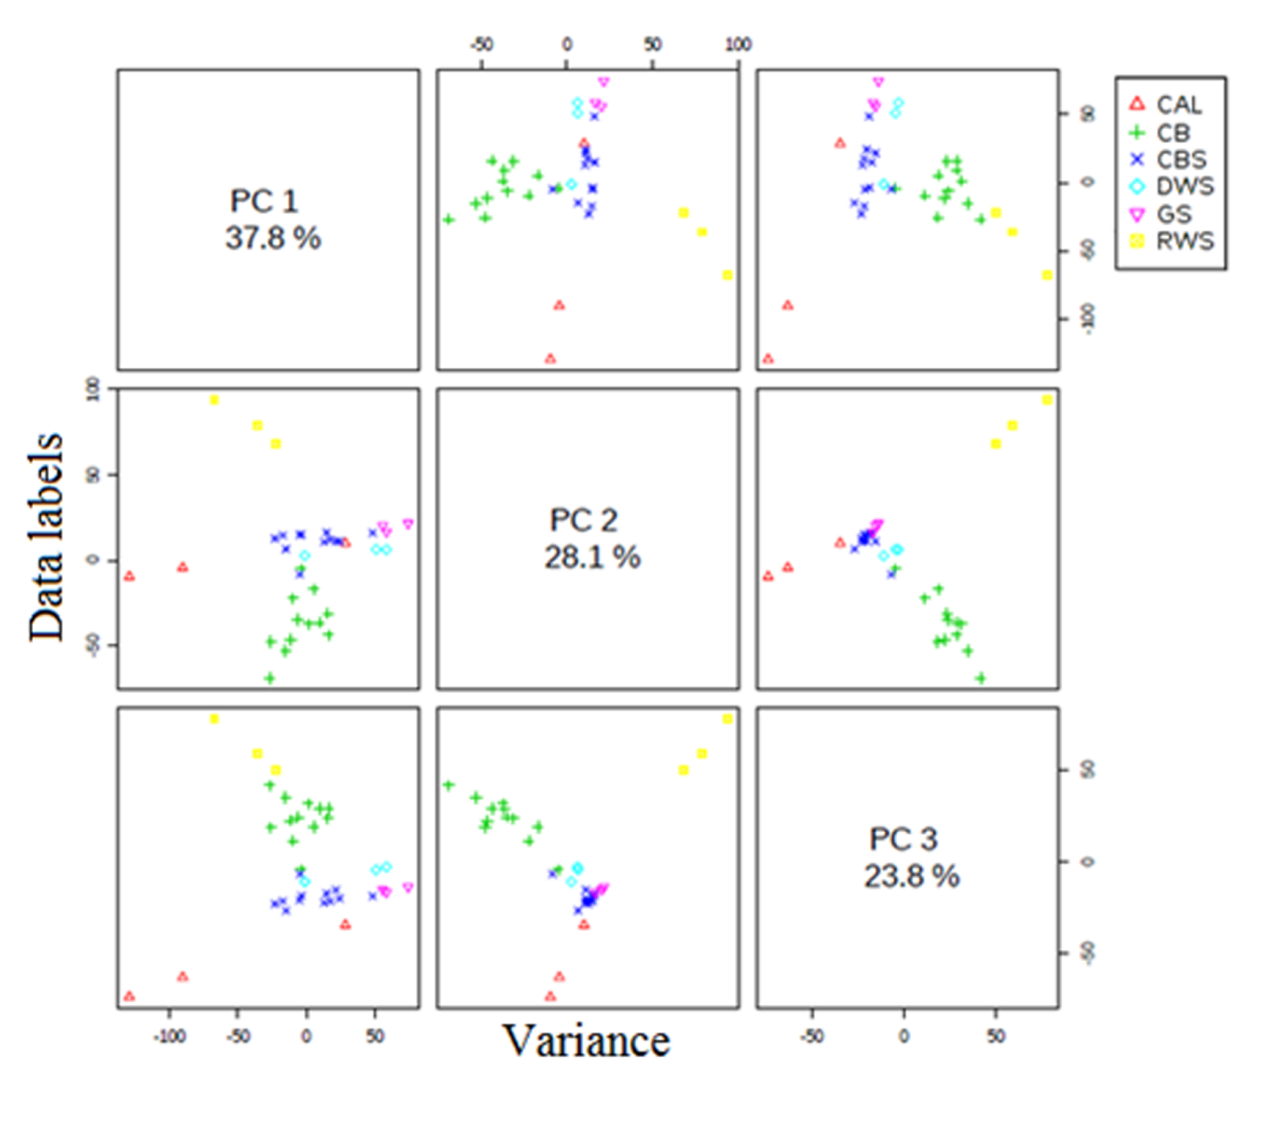 -50 0 50 100
CAL
CB
CBS
DWS
GS
RWS
PC 1
37.8 %
50
0
-50
-100
100
50
0
-50
Data labels
PC 2
28.1 %
PC 3
23.8 %
50
0
-50
-100 -50 0 50
Variance
-50 0 50